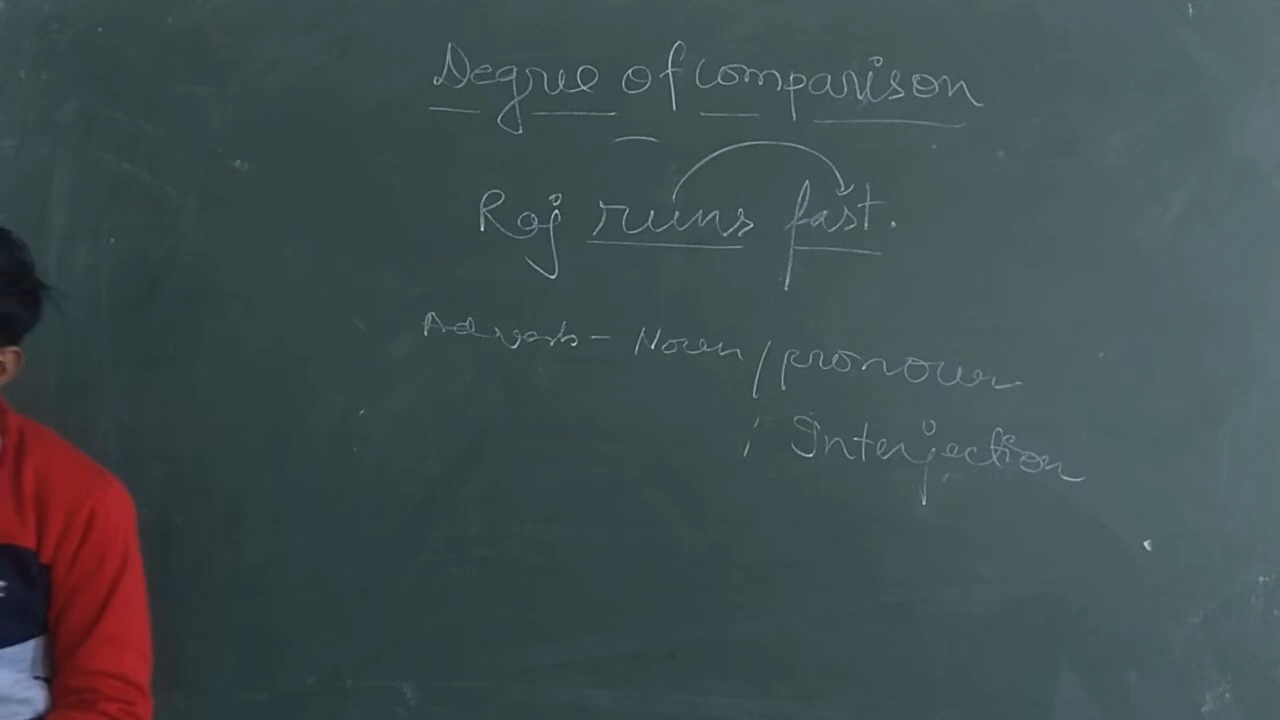 Degree of comparison
Raj runs fast.
Adverb - Noun / pronoun
; Interjection